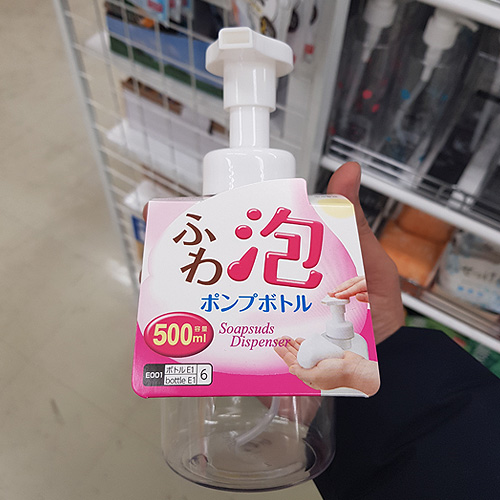 ふわ泡
ポンプボトル
容量
500ml
Soapsuds
Dispenser
E001
ボトルE1
bottle E1
6